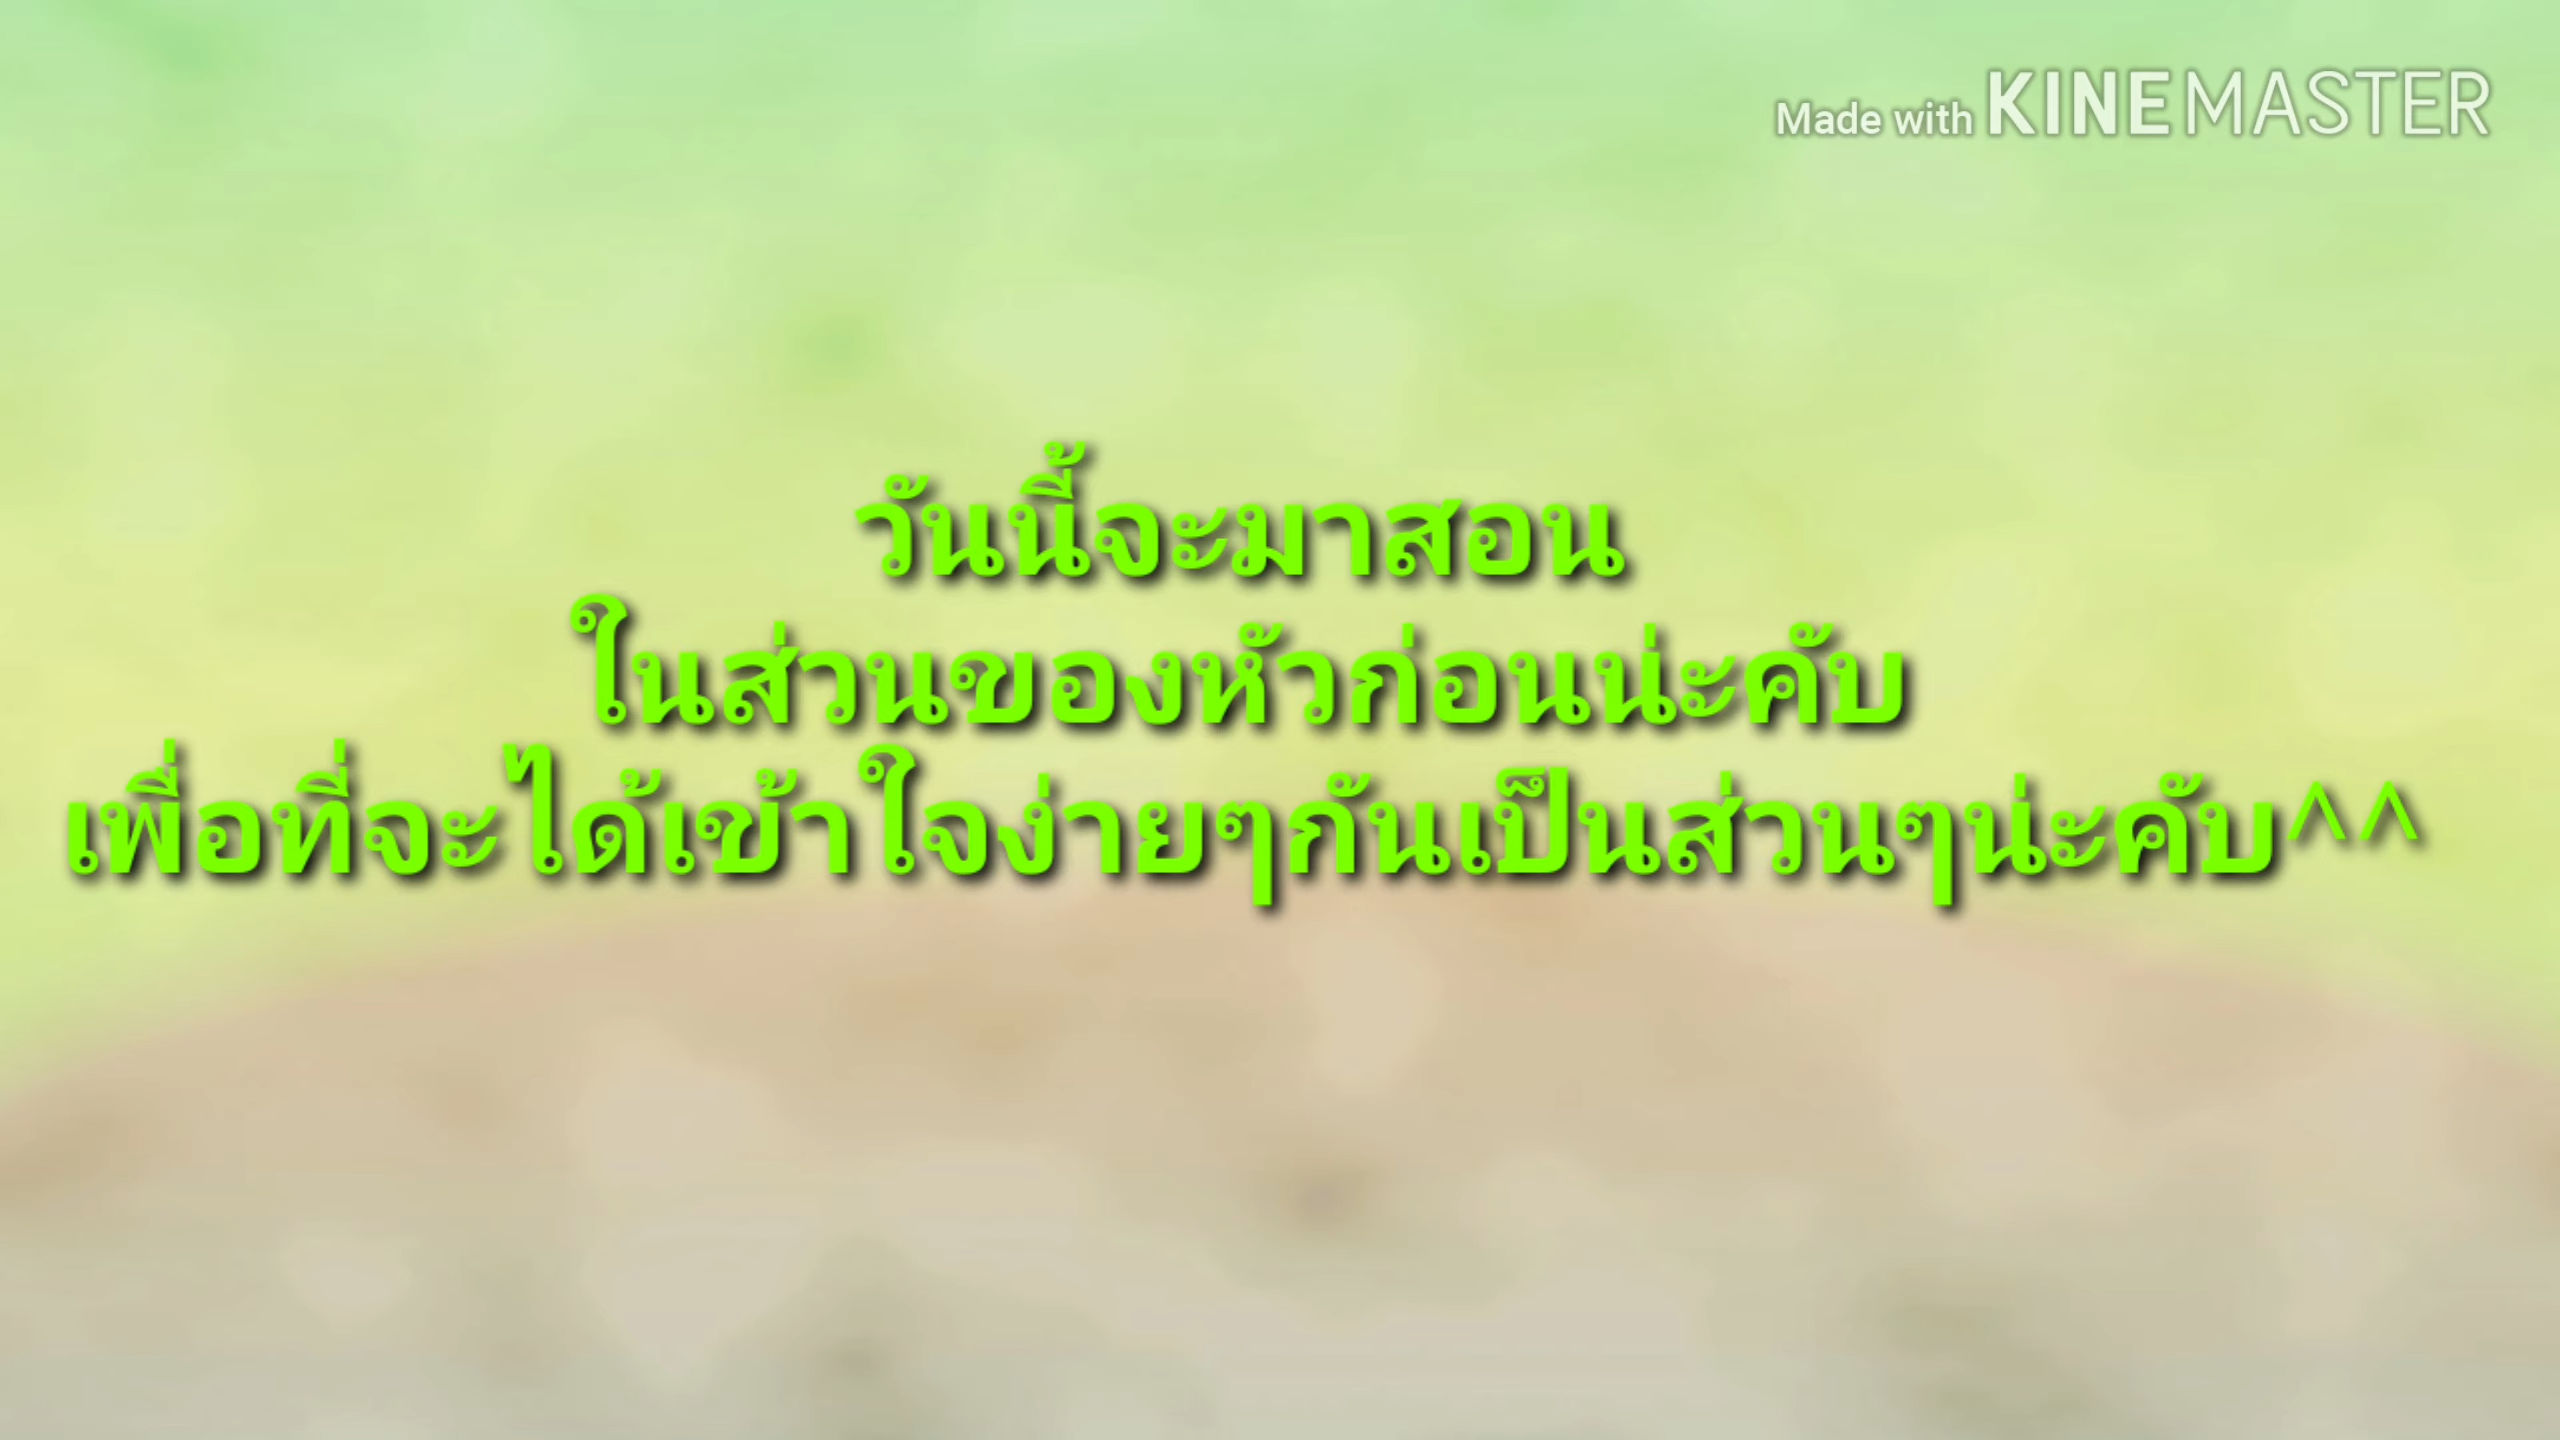 Made with KINEMASTER
วันนี้จะมาสอน
ในส่วนของหัวก่อนน่ะคับ
เพื่อที่จะได้เข้าใจง่ายๆกันเป็นส่วนๆน่ะคับ^^